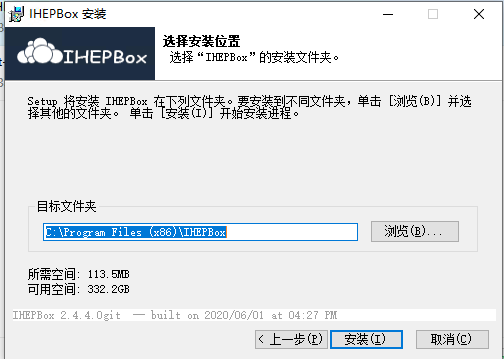 IHEPBox 安装
IHEPBox
选择安装位置
选择“IHEPBox”的安装文件夹。
Setup 将安装 IHEPBox 在下列文件夹。要安装到不同文件夹，单击 [浏览(B)] 并选
择其他的文件夹。 单击 [安装(I)] 开始安装进程。
目标文件夹
C:\Program Files (x86)\IHEPBox
浏览(B)...
所需空间: 113.5MB
可用空间: 332.2GB
IHEPBox 2.4.4.0git -- built on 2020/06/01 at 04:27 PM
< 上一步(P)
安装(I)
取消(C)